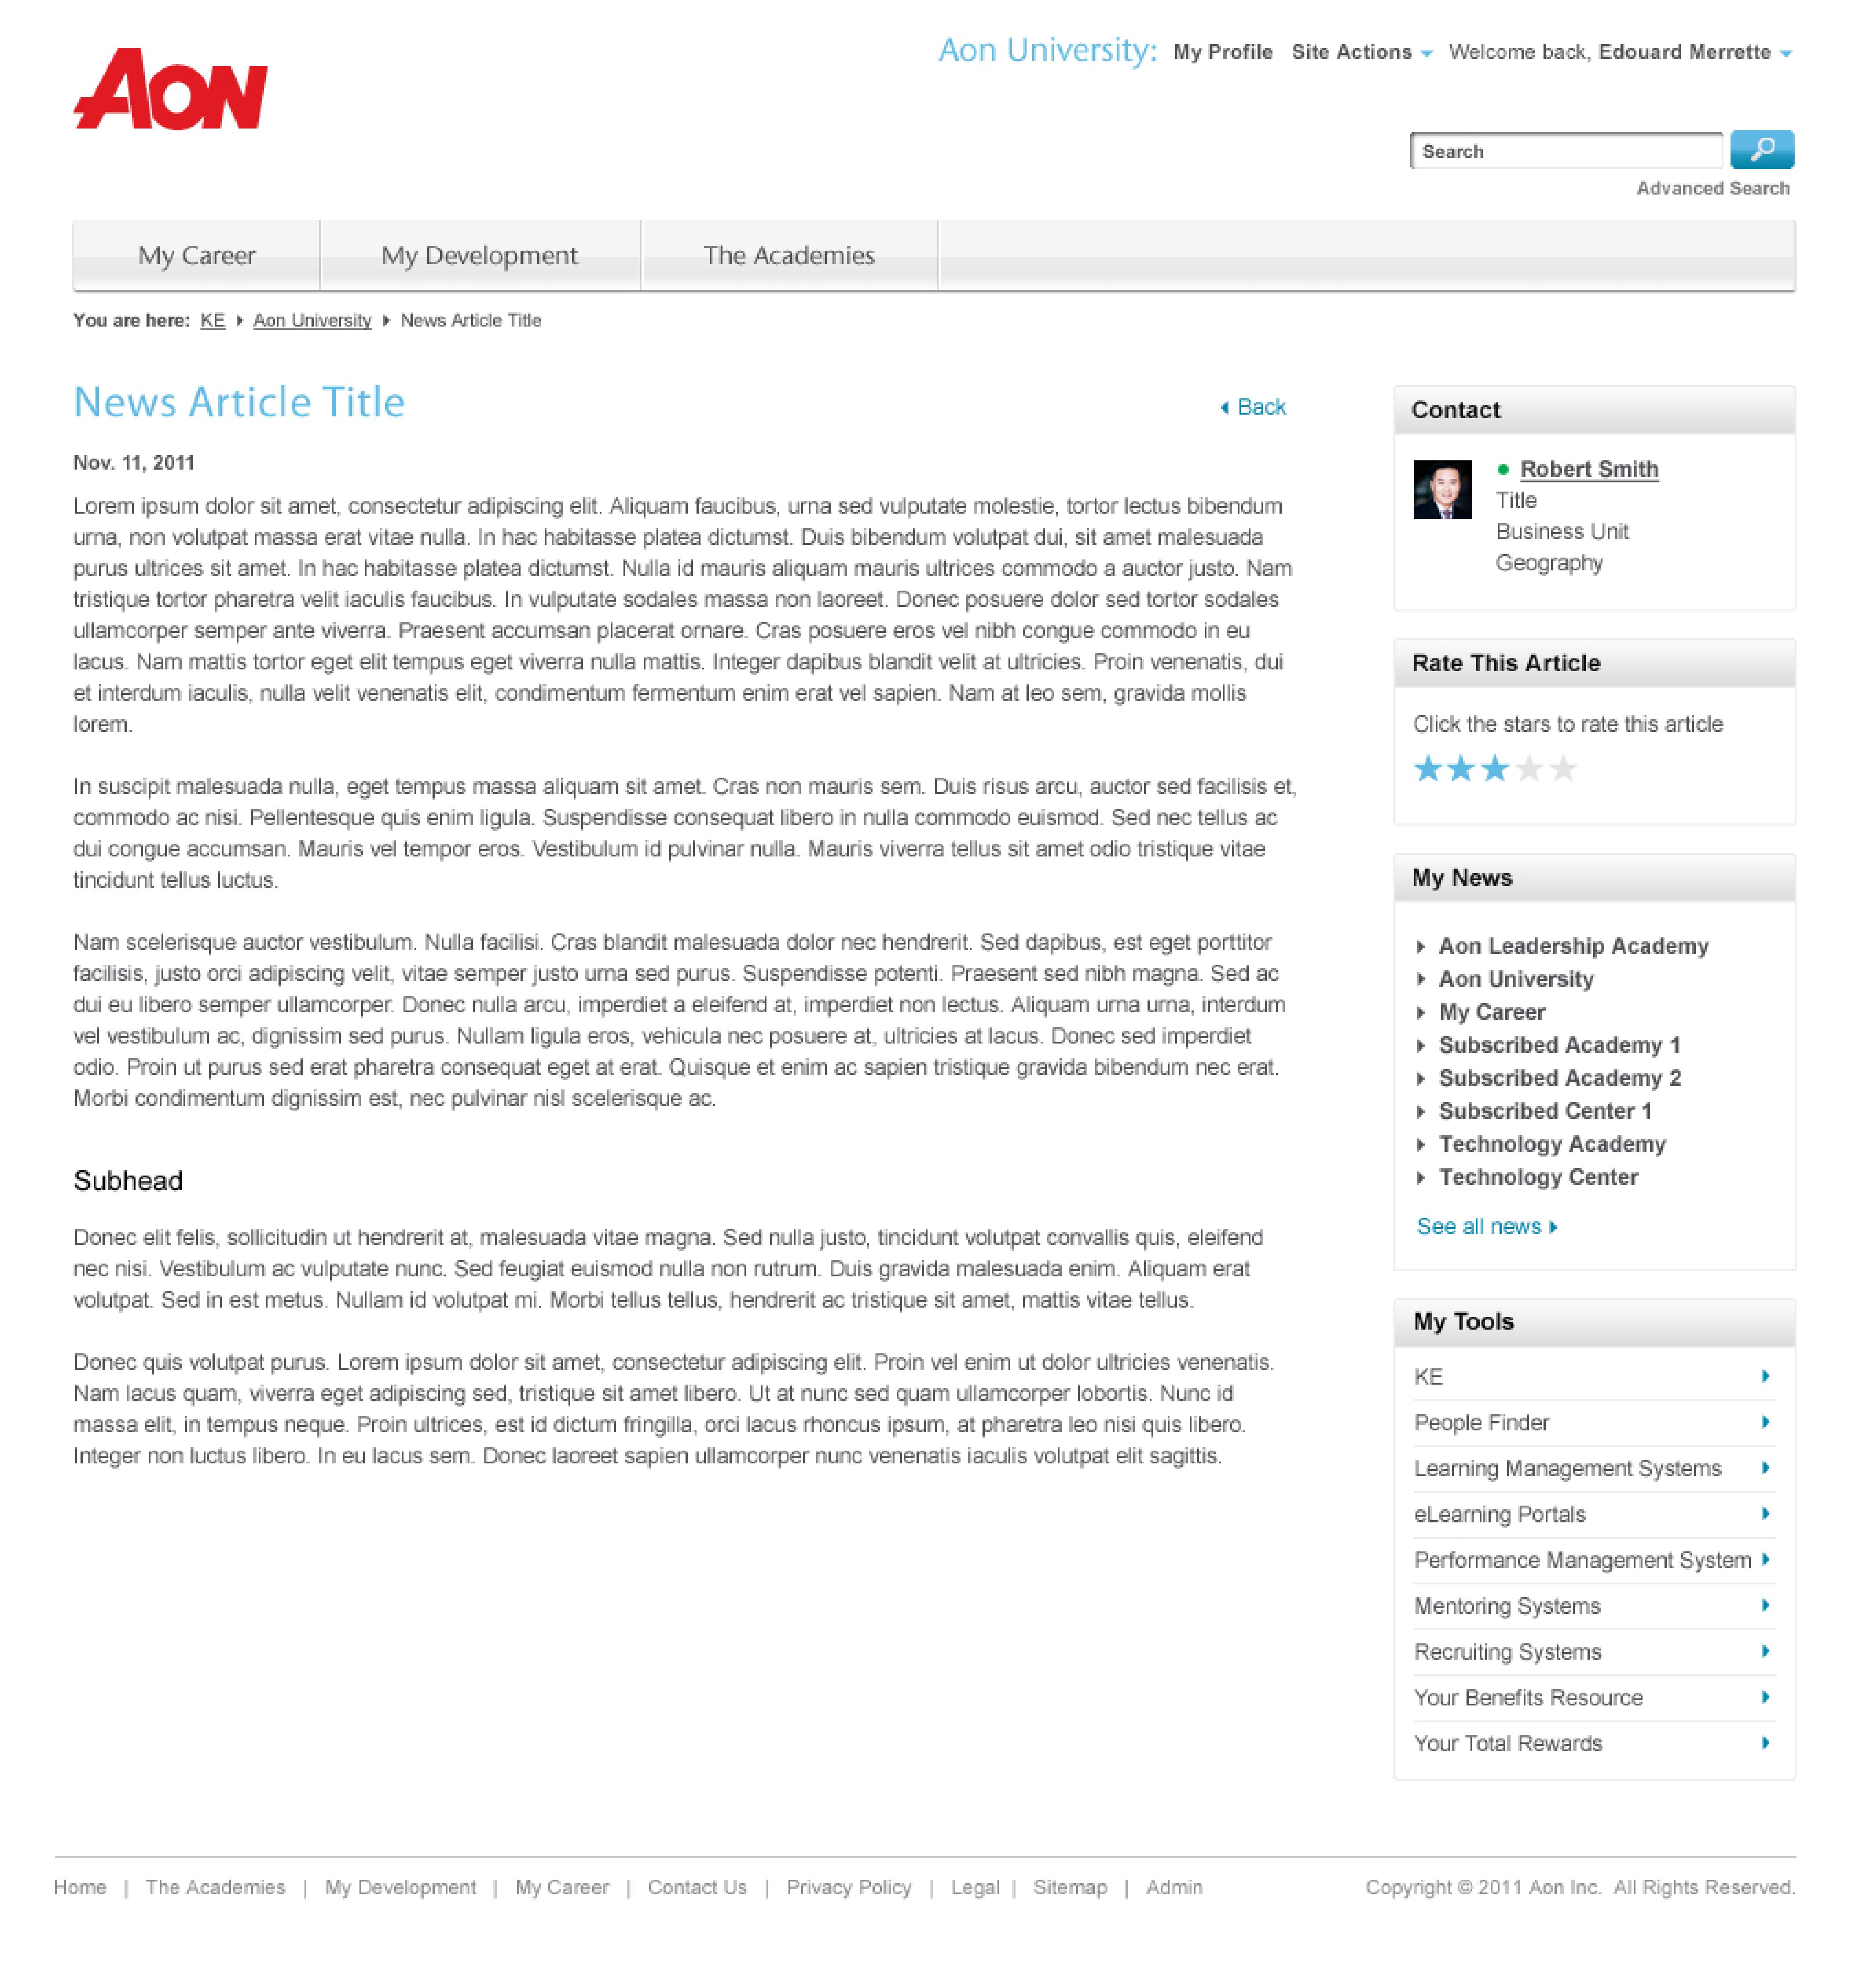 AON
Aon University: My Profile Site Actions Welcome back, Edouard Merrette
Search
Advanced Search
My Career My Development The Academies
You are here: KE Aon University News Article Title
News Article Title
Back
Nov. 11, 2011
Lorem ipsum dolor sit amet, consectetur adipiscing elit. Aliquam faucibus, urna sed vulputate molestie, tortor lectus bibendum
urna, non volutpat massa erat vitae nulla. In hac habitasse platea dictumst. Duis bibendum volutpat dui, sit amet malesuada
purus ultrices sit amet. In hac habitasse platea dictumst. Nulla id mauris aliquam mauris ultrices commodo a auctor justo. Nam
tristique tortor pharetra velit iaculis faucibus. In vulputate sodales massa non laoreet. Donec posuere dolor sed tortor sodales
ullamcorper semper ante viverra. Praesent accumsan placerat ornare. Cras posuere eros vel nibh congue commodo in eu
lacus. Nam mattis tortor eget elit tempus eget viverra nulla mattis. Integer dapibus blandit velit at ultricies. Proin venenatis, dui
et interdum iaculis, nulla velit venenatis elit, condimentum fermentum enim erat vel sapien. Nam at leo sem, gravida mollis
lorem.
In suscipit malesuada nulla, eget tempus massa aliquam sit amet. Cras non mauris sem. Duis risus arcu, auctor sed facilisis et,
commodo ac nisi. Pellentesque quis enim ligula. Suspendisse consequat libero in nulla commodo euismod. Sed nec tellus ac
dui congue accumsan. Mauris vel tempor eros. Vestibulum id pulvinar nulla. Mauris viverra tellus sit amet odio tristique vitae
tincidunt tellus luctus.
Nam scelerisque auctor vestibulum. Nulla facilisi. Cras blandit malesuada dolor nec hendrerit. Sed dapibus, est eget porttitor
facilisis, justo orci adipiscing velit, vitae semper justo urna sed purus. Suspendisse potenti. Praesent sed nibh magna. Sed ac
dui eu libero semper ullamcorper. Donec nulla arcu, imperdiet a eleifend at, imperdiet non lectus. Aliquam urna urna, interdum
vel vestibulum ac, dignissim sed purus. Nullam ligula eros, vehicula nec posuere at, ultricies at lacus. Donec sed imperdiet
odio. Proin ut purus sed erat pharetra consequat eget at erat. Quisque et enim ac sapien tristique gravida bibendum nec erat.
Morbi condimentum dignissim est, nec pulvinar nisl scelerisque ac.
Subhead
Donec elit felis, sollicitudin ut hendrerit at, malesuada vitae magna. Sed nulla justo, tincidunt volutpat convallis quis, eleifend
nec nisi. Vestibulum ac vulputate nunc. Sed feugiat euismod nulla non rutrum. Duis gravida malesuada enim. Aliquam erat
volutpat. Sed in est metus. Nullam id volutpat mi. Morbi tellus tellus, hendrerit ac tristique sit amet, mattis vitae tellus.
Donec quis volutpat purus. Lorem ipsum dolor sit amet, consectetur adipiscing elit. Proin vel enim ut dolor ultricies venenatis.
Nam lacus quam, viverra eget adipiscing sed, tristique sit amet libero. Ut at nunc sed quam ullamcorper lobortis. Nunc id
massa elit, in tempus neque. Proin ultrices, est id dictum fringilla, orci lacus rhoncus ipsum, at pharetra leo nisi quis libero.
Integer non luctus libero. In eu lacus sem. Donec laoreet sapien ullamcorper nunc venenatis iaculis volutpat elit sagittis.
Contact
Robert Smith
Title
Business Unit
Geography
Rate This Article
Click the stars to rate this article
My News
Aon Leadership Academy
Aon University
My Career
Subscribed Academy 1
Subscribed Academy 2
Subscribed Center 1
Technology Academy
Technology Center
See all news
My Tools
KE
People Finder
Learning Management Systems
eLearning Portals
Performance Management System
Mentoring Systems
Recruiting Systems
Your Benefits Resource
Your Total Rewards
Home | The Academies | My Development | My Career | Contact Us | Privacy Policy | Legal | Sitemap | Admin
Copyright © 2011 Aon Inc. All Rights Reserved.